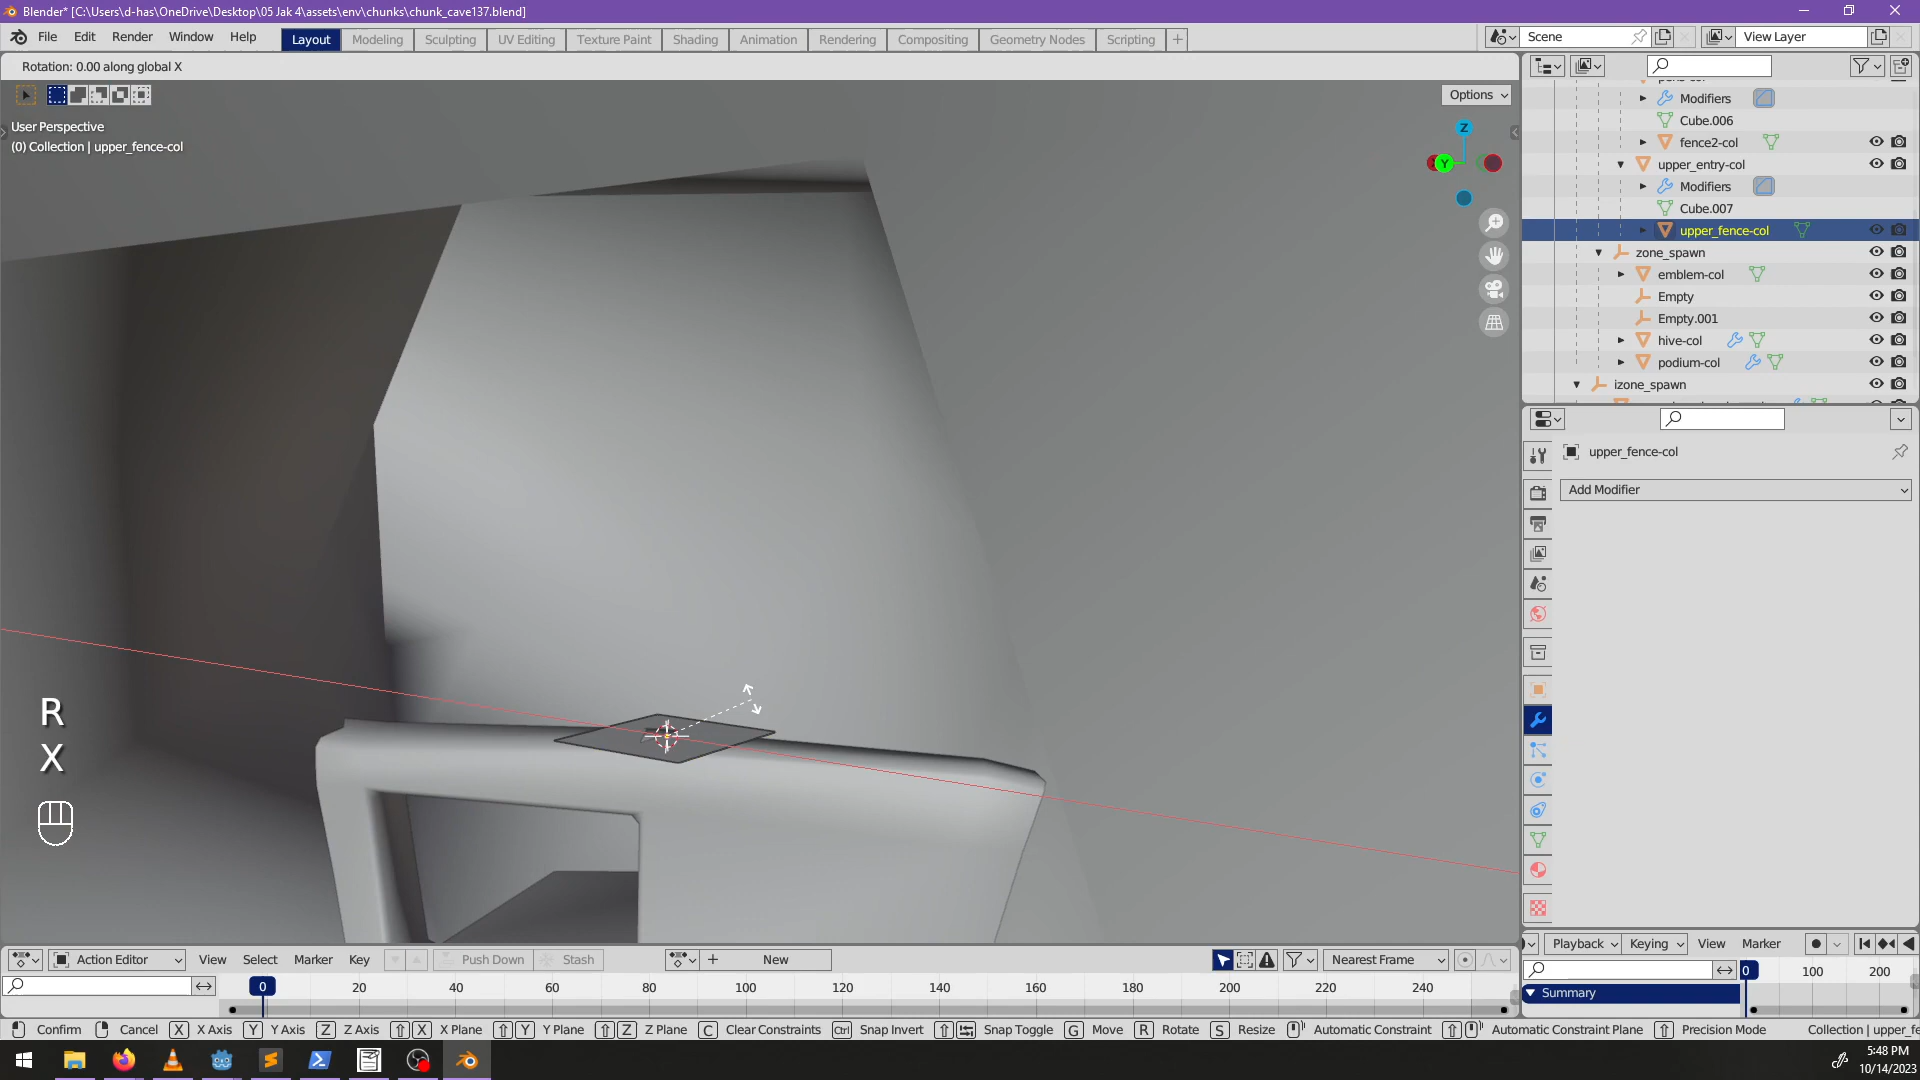 Blender* [C:\Users\d-has\OneDrive\Desktop\05 Jak 4\assets\env\chunks\chunk_cave137.blend]
File Edit Render Window Help Layout Modeling Sculpting UV Editing Texture Paint Shading Animation Rendering Compositing Geometry Nodes Scripting + Scene View Layer
Rotation: 0.00 along global X
Options
User Perspective
(0) Collection | upper_fence-col
Z
Y
R
X
Modifiers
Cube.006
fence2-col
upper_entry-col
Modifiers
Cube.007
upper_fence-col
zone_spawn
emblem-col
Empty
Empty.001
hive-col
podium-col
izone_spawn
upper_fence-col
Add Modifier
Action Editor View Select Marker Key Push Down Stash New Nearest Frame
0 20 40 60 80 100 120 140 160 180 200 220 240
Playback Keying View Marker
0 100 200
Summary
Confirm Cancel X X Axis Y Y Axis Z Z Axis X X Plane Y Y Plane Z Z Plane C Clear Constraints Ctrl Snap Invert Snap Toggle G Move R Rotate S Resize Automatic Constraint Automatic Constraint Plane Precision Mode Collection | upper_fe
5:48 PM
10/14/2023